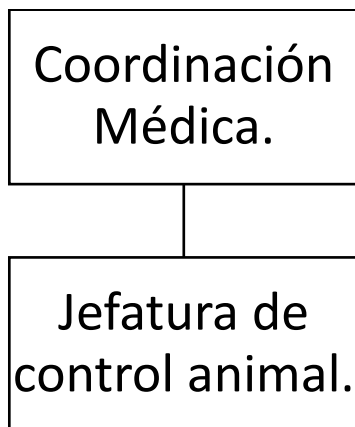 Coordinación
Médica.
Jefatura de
control animal.